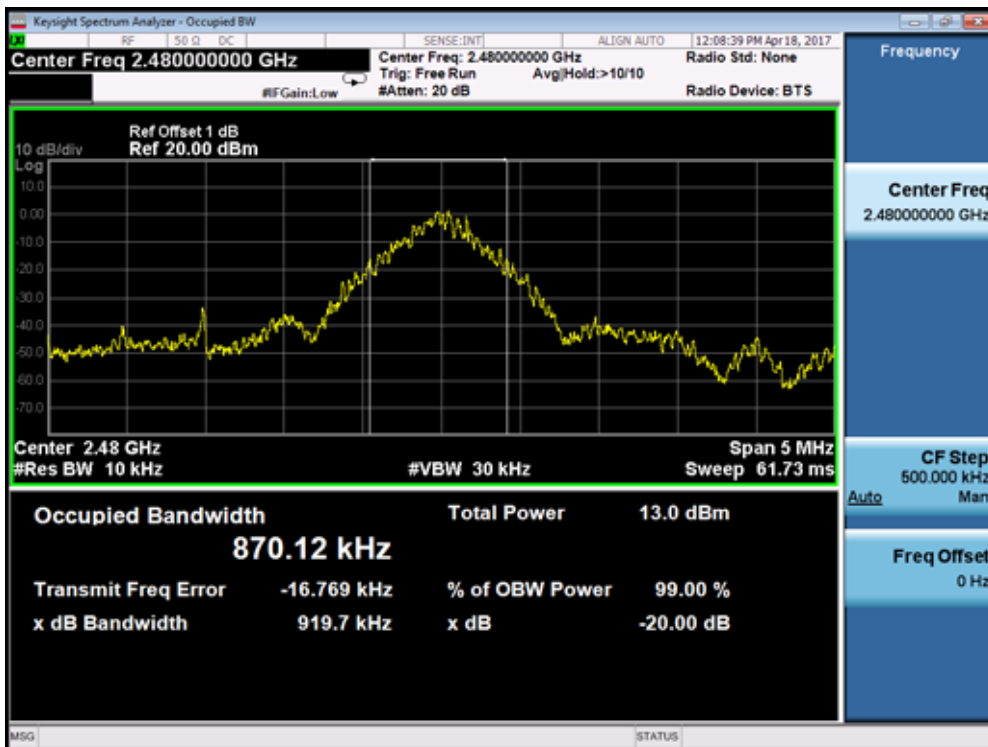 Keysight Spectrum Analyzer - Occupied BW
LXI RF 50 Ω DC SENSE:INT ALIGN AUTO 12:08:39 PM Apr 18, 2017
Center Freq 2.480000000 GHz
Center Freq: 2.480000000 GHz Radio Std: None
Trig: Free Run Avg|Hold:>10/10
#IFGain:Low #Atten: 20 dB Radio Device: BTS
Ref Offset 1 dB
10 dB/div Ref 20.00 dBm
Log
10.0
0.00
-10.0
-20.0
-30.0
-40.0
-50.0
-60.0
-70.0
Center 2.48 GHz Span 5 MHz
#Res BW 10 kHz #VBW 30 kHz Sweep 61.73 ms
Occupied Bandwidth Total Power 13.0 dBm
870.12 kHz
Transmit Freq Error -16.769 kHz % of OBW Power 99.00 %
x dB Bandwidth 919.7 kHz x dB -20.00 dB
Frequency
Center Freq
2.480000000 GHz
CF Step
500.000 kHz
Auto Man
Freq Offset
0 Hz
MSG STATUS